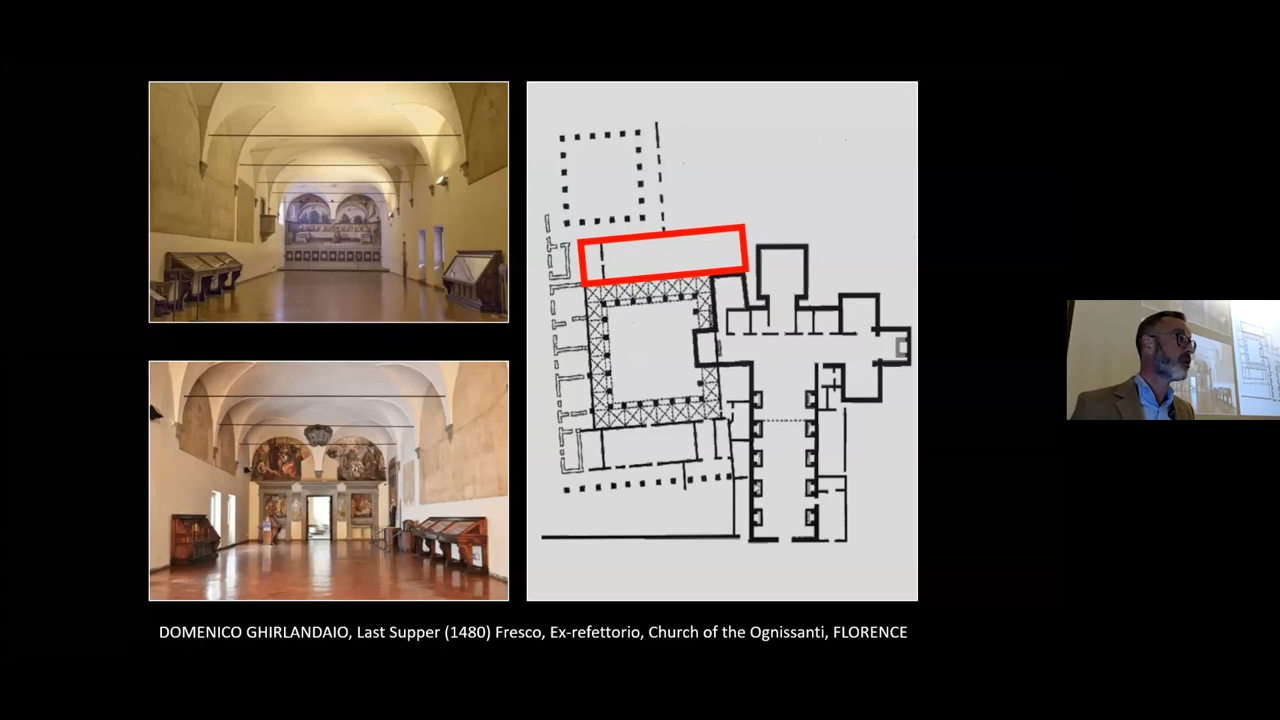 DOMENICO GHIRLANDAIO, Last Supper (1480) Fresco, Ex-refettorio, Church of the Ognissanti, FLORENCE